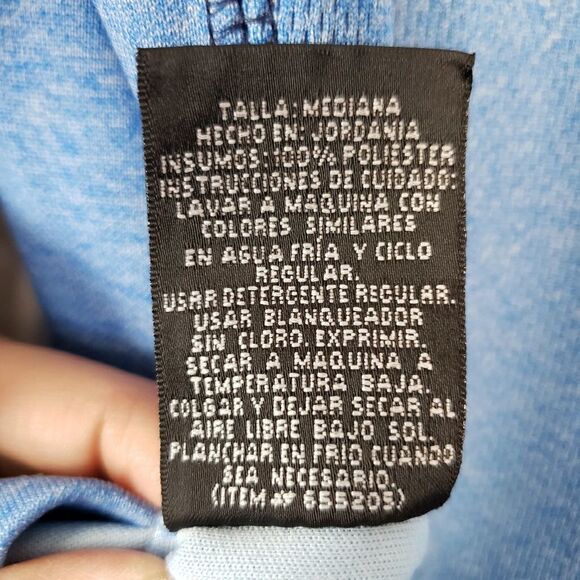 TALLA: MEDIANA
HECHO EN: JORDANIA
INSUMOS: 100% POLIESTER
INSTRUCCIONES DE CUIDADO:
LAVAR A MAQUINA CON
COLORES SIMILARES
EN AGUA FRÍA Y CICLO
REGULAR.
USAR DETERGENTE REGULAR.
USAR BLANQUEADOR
SIN CLORO. EXPRIMIR.
SECAR A MAQUINA A
TEMPERATURA BAJA.
COLGAR Y DEJAR SECAR AL
AIRE LIBRE BAJO SOL.
PLANCHAR EN FRÍO CUANDO
SEA NECESARIO.
(ITEM # 655205)